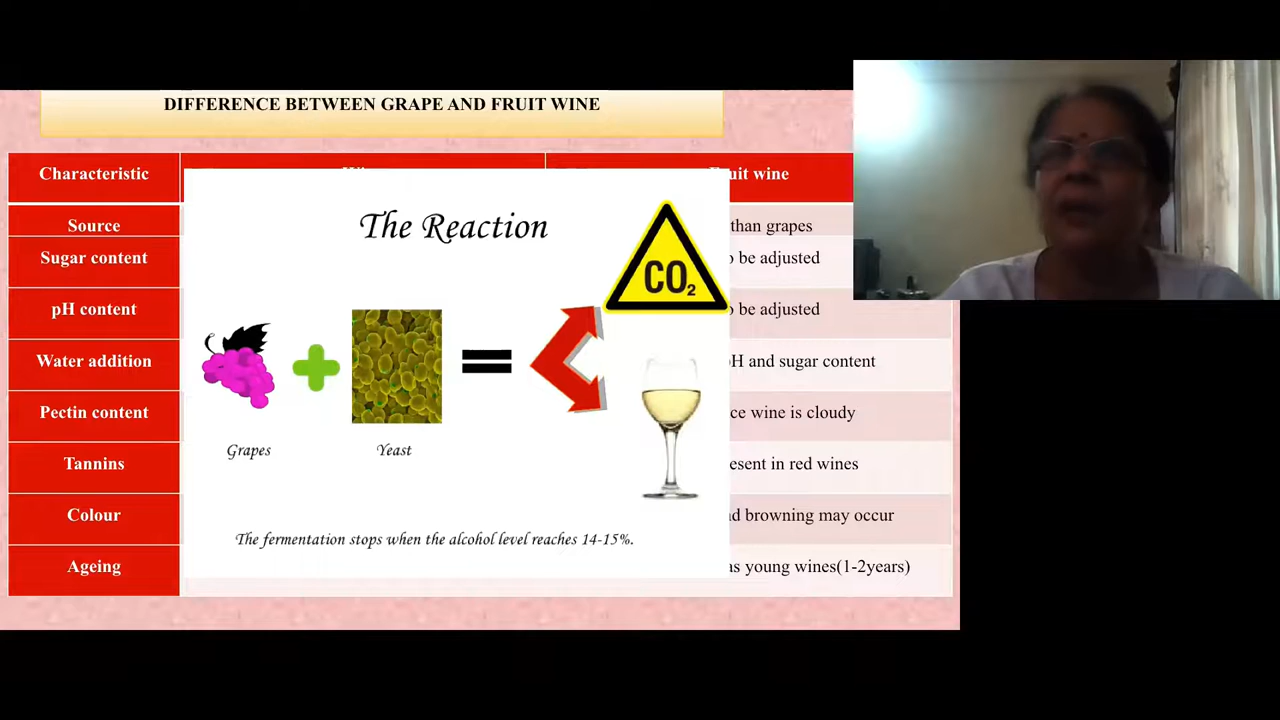 DIFFERENCE BETWEEN GRAPE AND FRUIT WINE
Characteristic
wine
Source
than grapes
Sugar content
be adjusted
pH content
be adjusted
Water addition
and sugar content
Pectin content
wine is cloudy
Tannins
in red wines
Colour
browning may occur
Ageing
young wines(1-2years)
The Reaction
CO2
Grapes
Yeast
The fermentation stops when the alcohol level reaches 14-15%.